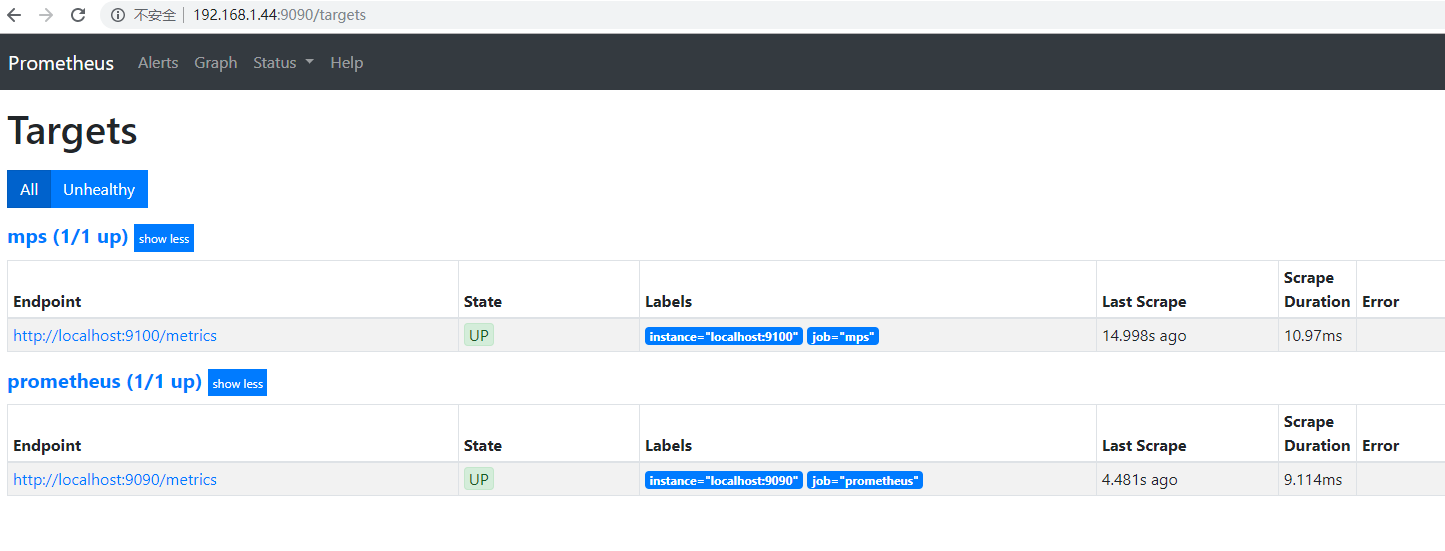 不安全 192.168.1.44:9090/targets
Prometheus Alerts Graph Status Help
Targets
All Unhealthy
mps (1/1 up) show less
Endpoint State Labels Last Scrape Scrape Duration Error
http://localhost:9100/metrics UP instance="localhost:9100" job="mps" 14.998s ago 10.97ms
prometheus (1/1 up) show less
Endpoint State Labels Last Scrape Scrape Duration Error
http://localhost:9090/metrics UP instance="localhost:9090" job="prometheus" 4.481s ago 9.114ms